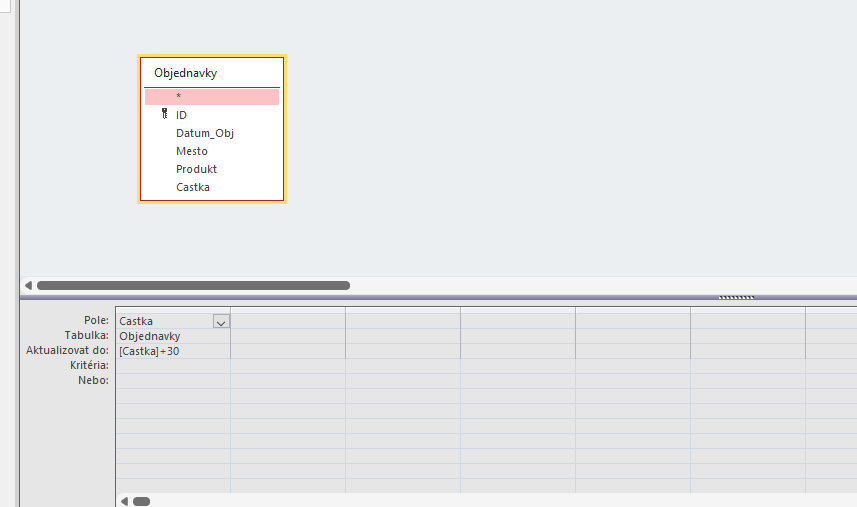 Objednavky
*
ID
Datum_Obj
Mesto
Produkt
Castka
Pole: Castka
Tabulka: Objednavky
Aktualizovat do: [Castka]+30
Kritéria:
Nebo: